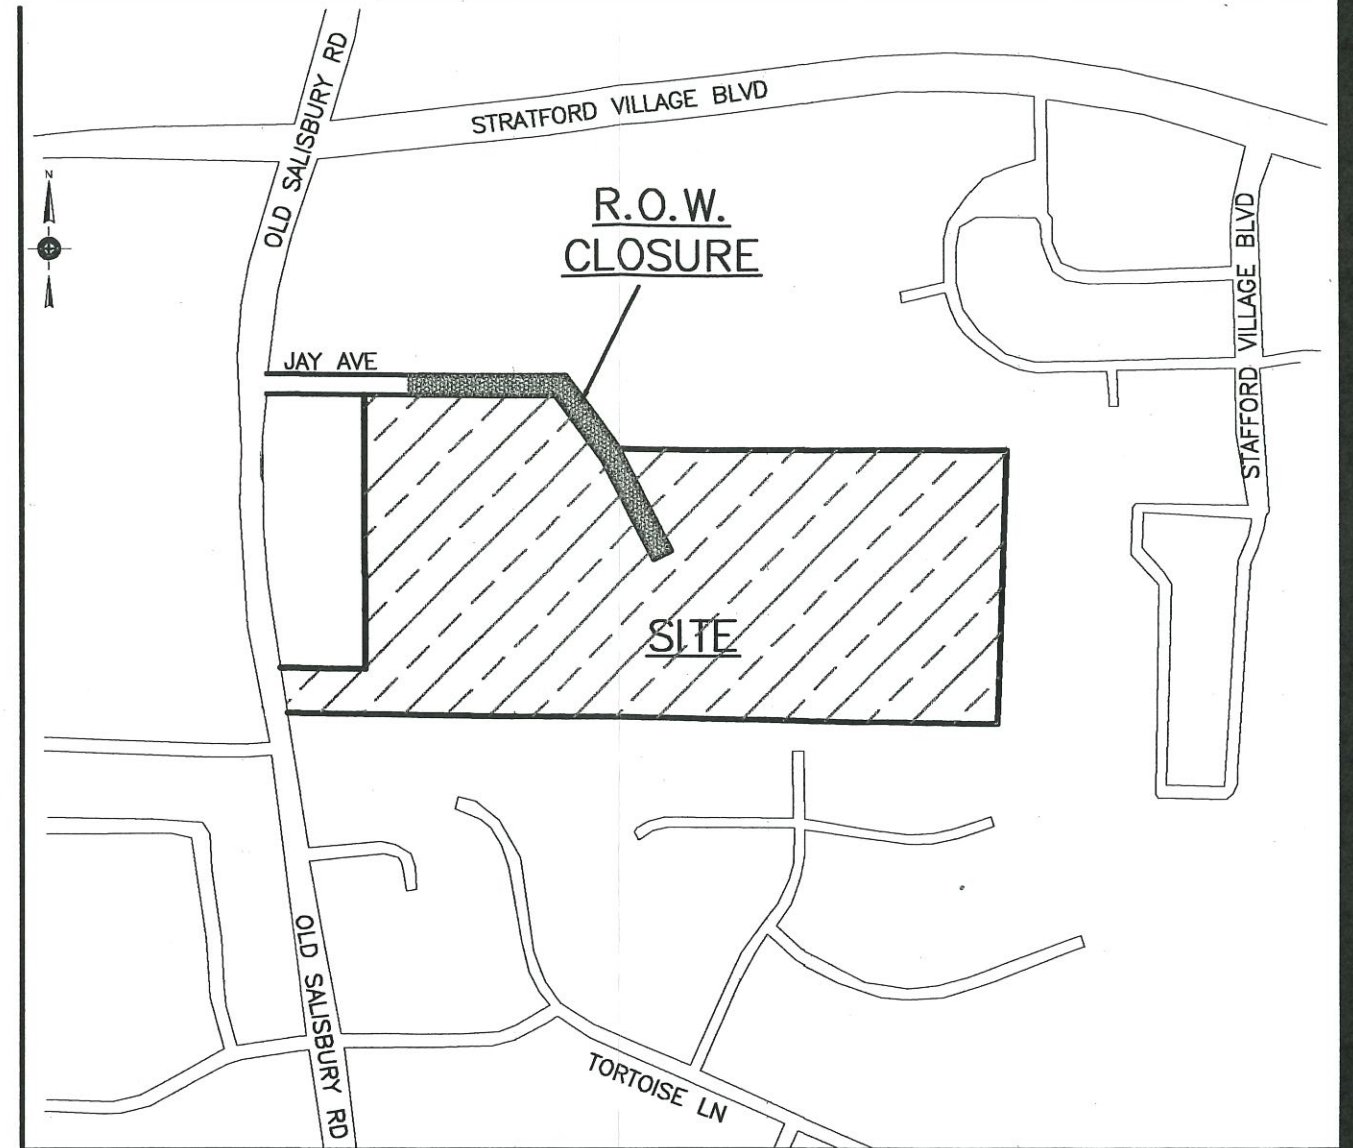 OLD SALISBURY RD
STRATFORD VILLAGE BLVD
N
R.O.W.
CLOSURE
STAFFORD VILLAGE BLVD
JAY AVE
SITE
OLD SALISBURY RD
TORTOISE LN